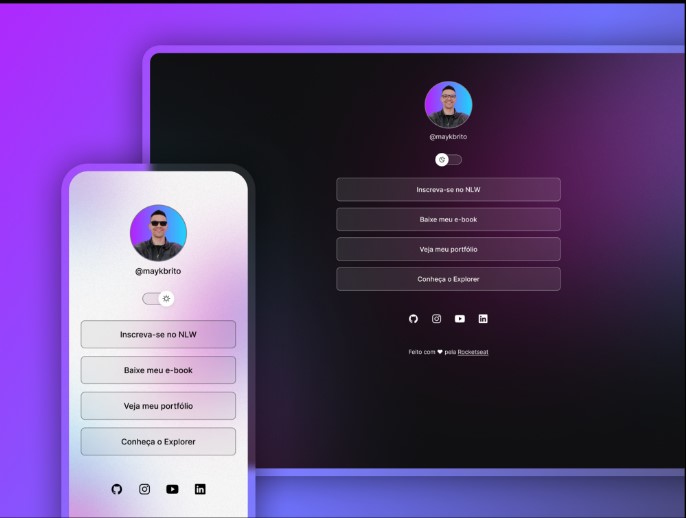 @maykbrito
Inscreva-se no NLW
Baixe meu e-book
Veja meu portfólio
Conheça o Explorer
Feito com ♥ pela Rocketseat
@maykbrito
Inscreva-se no NLW
Baixe meu e-book
Veja meu portfólio
Conheça o Explorer